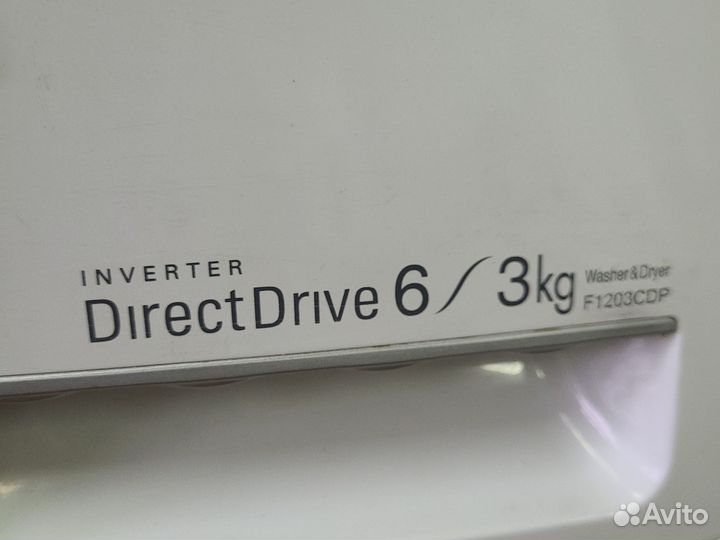 INVERTER
DirectDrive 6/3kg Washer&Dryer
F1203CDP
Avito